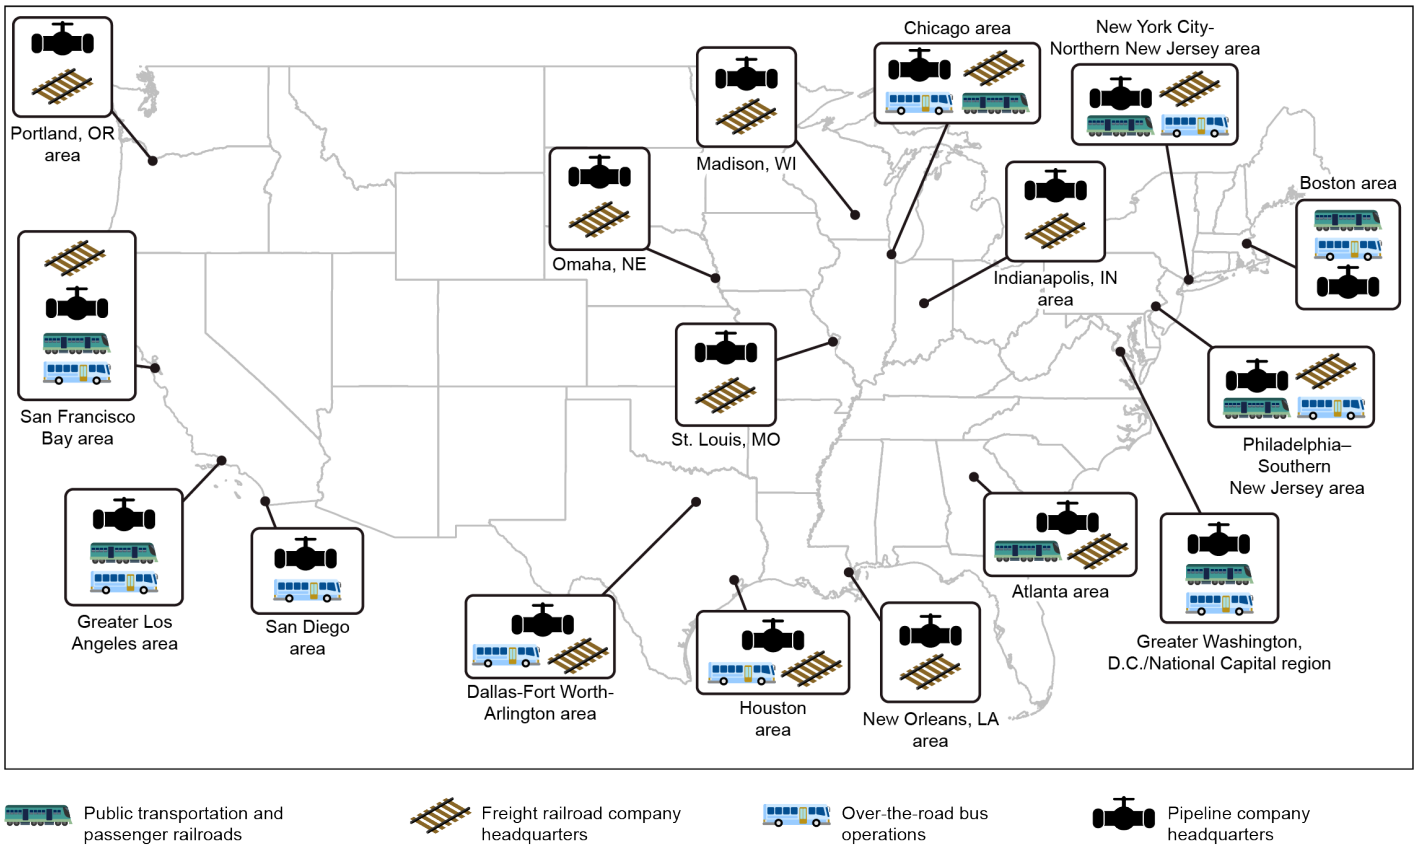 Chicago area
New York City-
Northern New Jersey area
Portland, OR
area
Madison, WI
Boston area
Omaha, NE
Indianapolis, IN
area
San Francisco
Bay area
St. Louis, MO
Philadelphia–
Southern
New Jersey area
Greater Los
Angeles area
San Diego
area
Atlanta area
Greater Washington,
D.C./National Capital region
Dallas-Fort Worth-
Arlington area
Houston
area
New Orleans, LA
area
Public transportation and
passenger railroads
Freight railroad company
headquarters
Over-the-road bus
operations
Pipeline company
headquarters